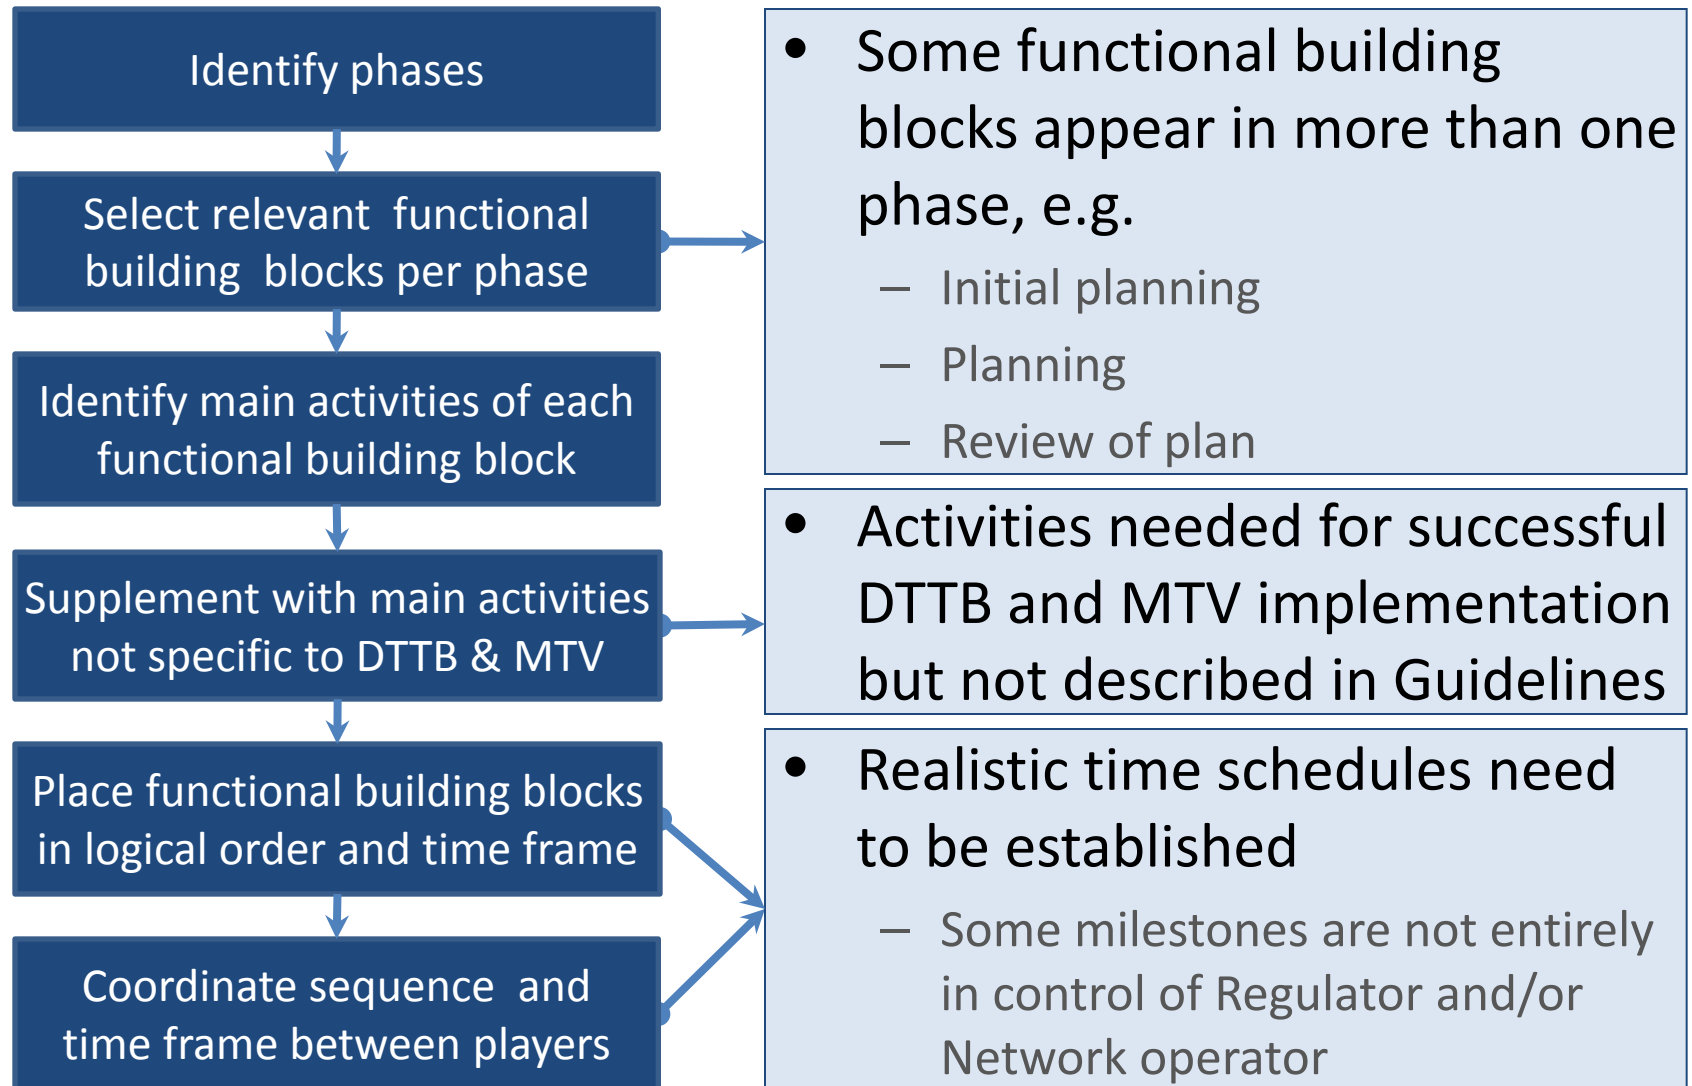 Identify phases
Select relevant  functional
building  blocks per phase
Identify main activities of each
functional building block
Supplement with main activities
not specific to DTTB & MTV
Place functional building blocks
in logical order and time frame
Coordinate sequence  and
time frame between players
• Some functional building
blocks appear in more than one
phase, e.g.
– Initial planning
– Planning
– Review of plan
• Activities needed for successful
DTTB and MTV implementation
but not described in Guidelines
• Realistic time schedules need
to be established
– Some milestones are not entirely
in control of Regulator and/or
Network operator